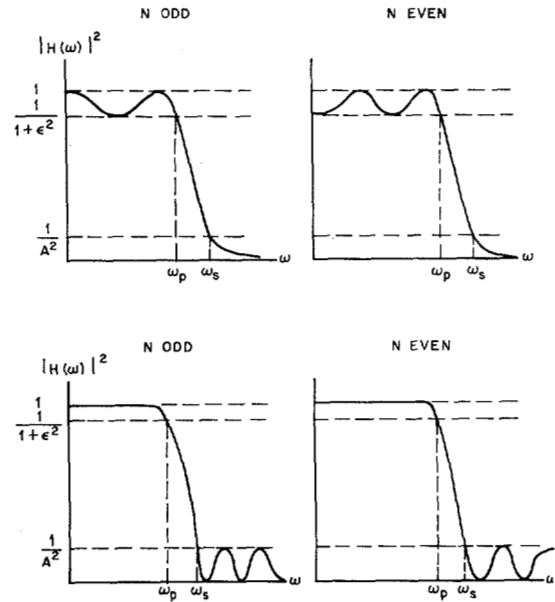 N ODD N EVEN
|H(ω)|²
1
1/(1+ε²)
1/A²
ωp ωs ω ωp ωs ω
N ODD N EVEN
|H(ω)|²
1
1/(1+ε²)
1/A²
ωp ωs ω ωp ωs ω